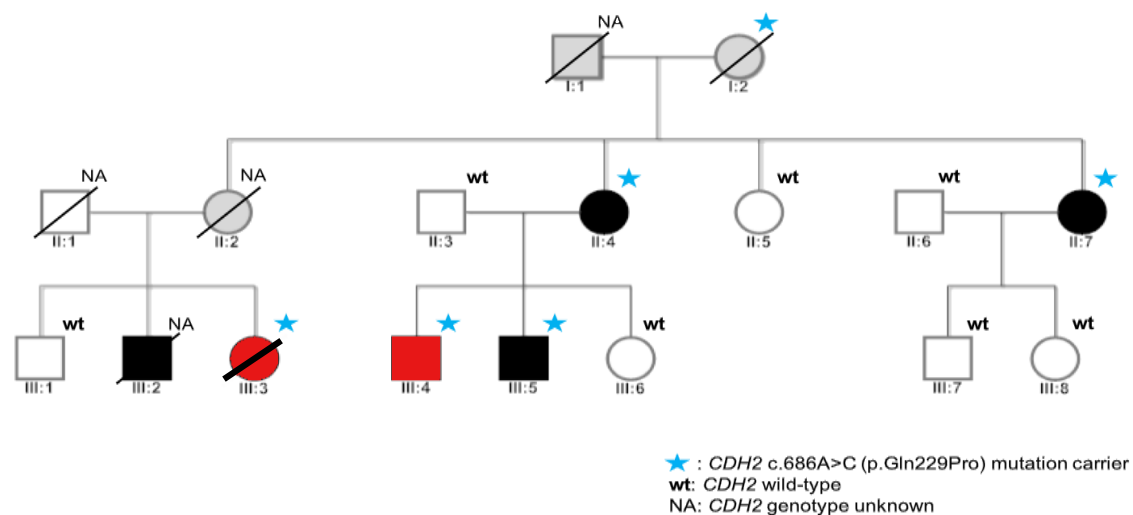 NA
I:1
I:2
NA
NA
wt
wt
wt
II:1
II:2
II:3
II:4
II:5
II:6
II:7
wt
NA
wt
wt
wt
III:1
III:2
III:3
III:4
III:5
III:6
III:7
III:8
: CDH2 c.686A>C (p.Gln229Pro) mutation carrier
wt: CDH2 wild-type
NA: CDH2 genotype unknown